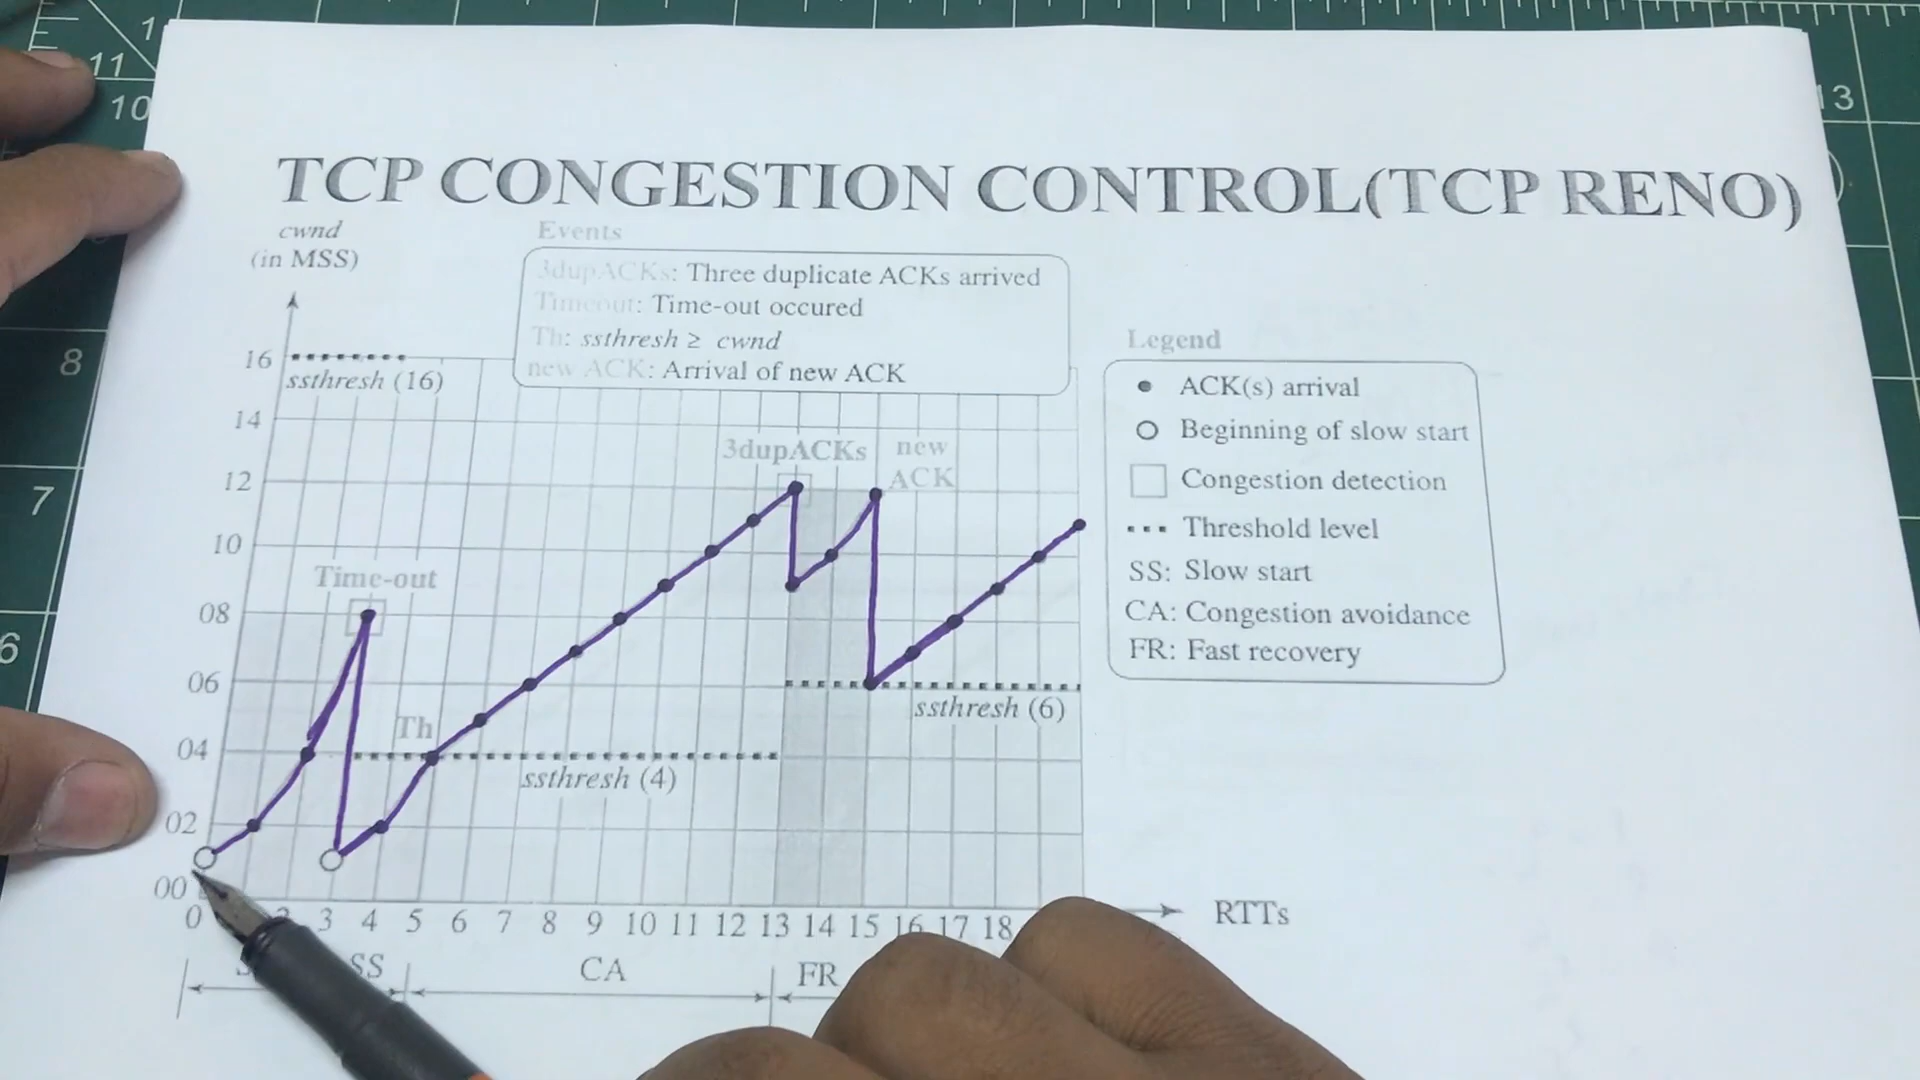 TCP CONGESTION CONTROL(TCP RENO)
cwnd
(in MSS)
Events
3dupACKs: Three duplicate ACKs arrived
Timeout: Time-out occured
Th: ssthresh ≥ cwnd
new ACK: Arrival of new ACK
Legend
ACK(s) arrival
Beginning of slow start
Congestion detection
Threshold level
SS: Slow start
CA: Congestion avoidance
FR: Fast recovery
16
ssthresh (16)
14
3dupACKs
new
ACK
12
10
Time-out
08
06
ssthresh (6)
Th
04
ssthresh (4)
02
00
0 3 4 5 6 7 8 9 10 11 12 13 14 15 16 17 18
RTTs
SS CA FR
11
10
8
7
6
13